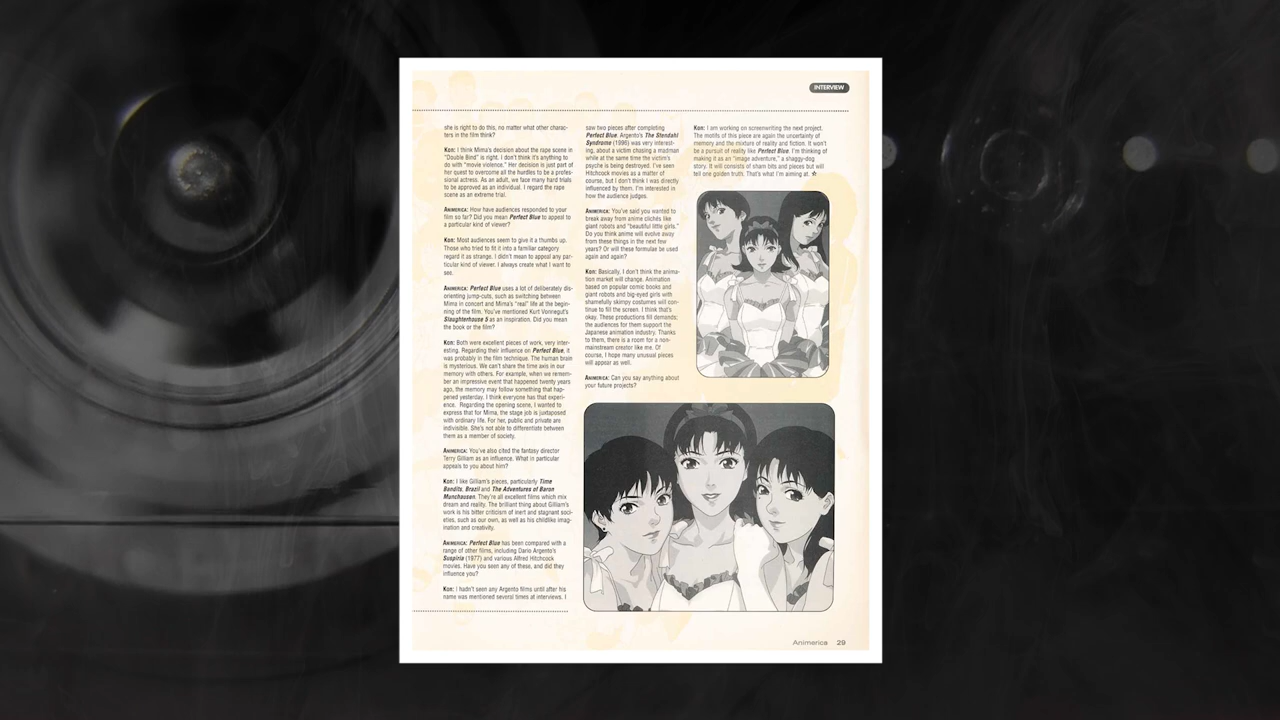 INTERVIEW
she is right to do this, no matter what other charac-
ters in the film think?
Kon: I think Mima's decision about the rape scene in
"Double Bind" is right. I don't think it's anything to
do with "movie violence." Her decision is just part of
her quest to overcome all the hurdles to be a profes-
sional actress. As an adult, we face many hard trials
to be approved as an individual. I regard the rape
scene as an extreme trial.
Animerica: How have audiences responded to your
film so far? Did you mean Perfect Blue to appeal to
a particular kind of viewer?
Kon: Most audiences seem to give it a thumbs up.
Those who tried to fit it into a familiar category
regard it as strange. I didn't mean to appeal any par-
ticular kind of viewer. I always create what I want to
see.
Animerica: Perfect Blue uses a lot of deliberately dis-
orienting jump-cuts, such as switching between
Mima in concert and Mima's "real" life at the begin-
ning of the film. You've mentioned Kurt Vonnegut's
Slaughterhouse 5 as an inspiration. Did you mean
the book or the film?
Kon: Both were excellent pieces of work, very inter-
esting. Regarding their influence on Perfect Blue, it
was probably in the film technique. The human brain
is mysterious. We can't share the time axis in our
memory with others. For example, when we remem-
ber an impressive event that happened twenty years
ago, the memory may follow something that hap-
pened yesterday. I think everyone has that experi-
ence. Regarding the opening scene, I wanted to
express that for Mima, the stage job is juxtaposed
with ordinary life. For her, public and private are
indivisible. She's not able to differentiate between
them as a member of society.
Animerica: You've also cited the fantasy director
Terry Gilliam as an influence. What in particular
appeals to you about him?
Kon: I like Gilliam's pieces, particularly Time
Bandits, Brazil and The Adventures of Baron
Munchausen. They're all excellent films which mix
dream and reality. The brilliant thing about Gilliam's
work is his bitter criticism of inert and stagnant soci-
eties, such as our own, as well as his childlike imag-
ination and creativity.
Animerica: Perfect Blue has been compared with a
range of other films, including Dario Argento's
Suspiria (1977) and various Alfred Hitchcock
movies. Have you seen any of these, and did they
influence you?
Kon: I hadn't seen any Argento films until after his
name was mentioned several times at interviews. I
saw two pieces after completing
Perfect Blue. Argento's The Stendahl
Syndrome (1996) was very interest-
ing, about a victim chasing a madman
while at the same time the victim's
psyche is being destroyed. I've seen
Hitchcock movies as a matter of
course, but I don't think I was directly
influenced by them. I'm interested in
how the audience judges.
Animerica: You've said you wanted to
break away from anime clichés like
giant robots and "beautiful little girls."
Do you think anime will evolve away
from these things in the next few
years? Or will these formulae be used
again and again?
Kon: Basically, I don't think the anima-
tion market will change. Animation
based on popular comic books and
giant robots and big-eyed girls with
shamefully skimpy costumes will con-
tinue to fill the screen. I think that's
okay. These productions fill demands;
the audiences for them support the
Japanese animation industry. Thanks
to them, there is a room for a non-
mainstream creator like me. Of
course, I hope many unusual pieces
will appear as well.
Animerica: Can you say anything about
your future projects?
Kon: I am working on screenwriting the next project.
The motifs of this piece are again the uncertainty of
memory and the mixture of reality and fiction. It won't
be a pursuit of reality like Perfect Blue. I'm thinking of
making it as an "image adventure," a shaggy-dog
story. It will consist of sham bits and pieces but will
tell one golden truth. That's what I'm aiming at. ☆
Animerica 29